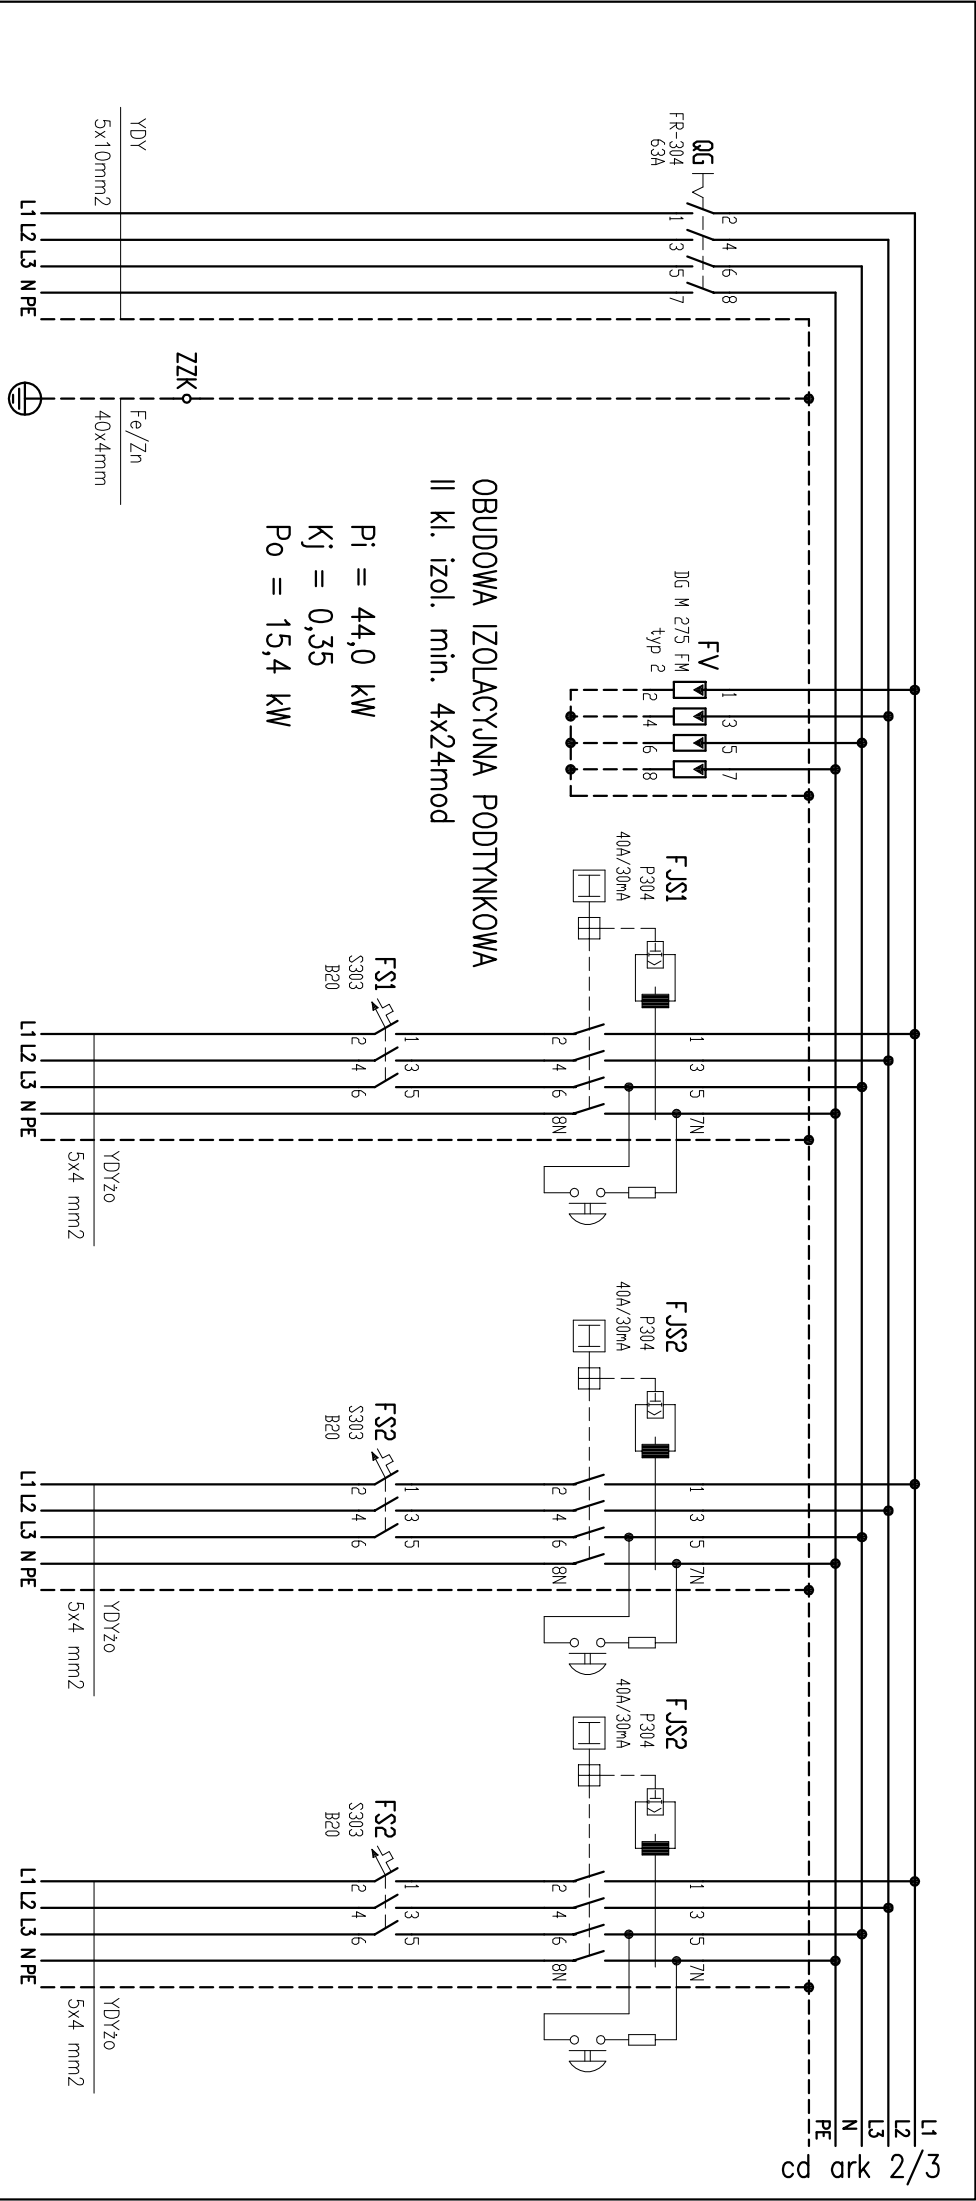 L1
L2
L3
N
PE
cd ark 2/3
QG
FR-304
63A
2 4 6 8
1 3 5 7
YDY
5x10mm2
L1 L2 L3 N PE
ZZK
Fe/Zn
40x4mm
FV
DG M 275 FM
typ 2
1 3 5 7
2 4 6 8
OBUDOWA IZOLACYJNA PODTYNKOWA
II kl. izol. min. 4x24mod
Pi = 44,0 kW
Kj = 0,35
Po = 15,4 kW
FJS1
P304
40A/30mA
H
1 3 5 7N
2 4 6 8N
FS1
S303
B20
1 3 5
2 4 6
YDYżo
5x4 mm2
L1 L2 L3 N PE
FJS2
P304
40A/30mA
H
1 3 5 7N
2 4 6 8N
FS2
S303
B20
1 3 5
2 4 6
YDYżo
5x4 mm2
L1 L2 L3 N PE
FJS2
P304
40A/30mA
H
1 3 5 7N
2 4 6 8N
FS2
S303
B20
1 3 5
2 4 6
YDYżo
5x4 mm2
L1 L2 L3 N PE